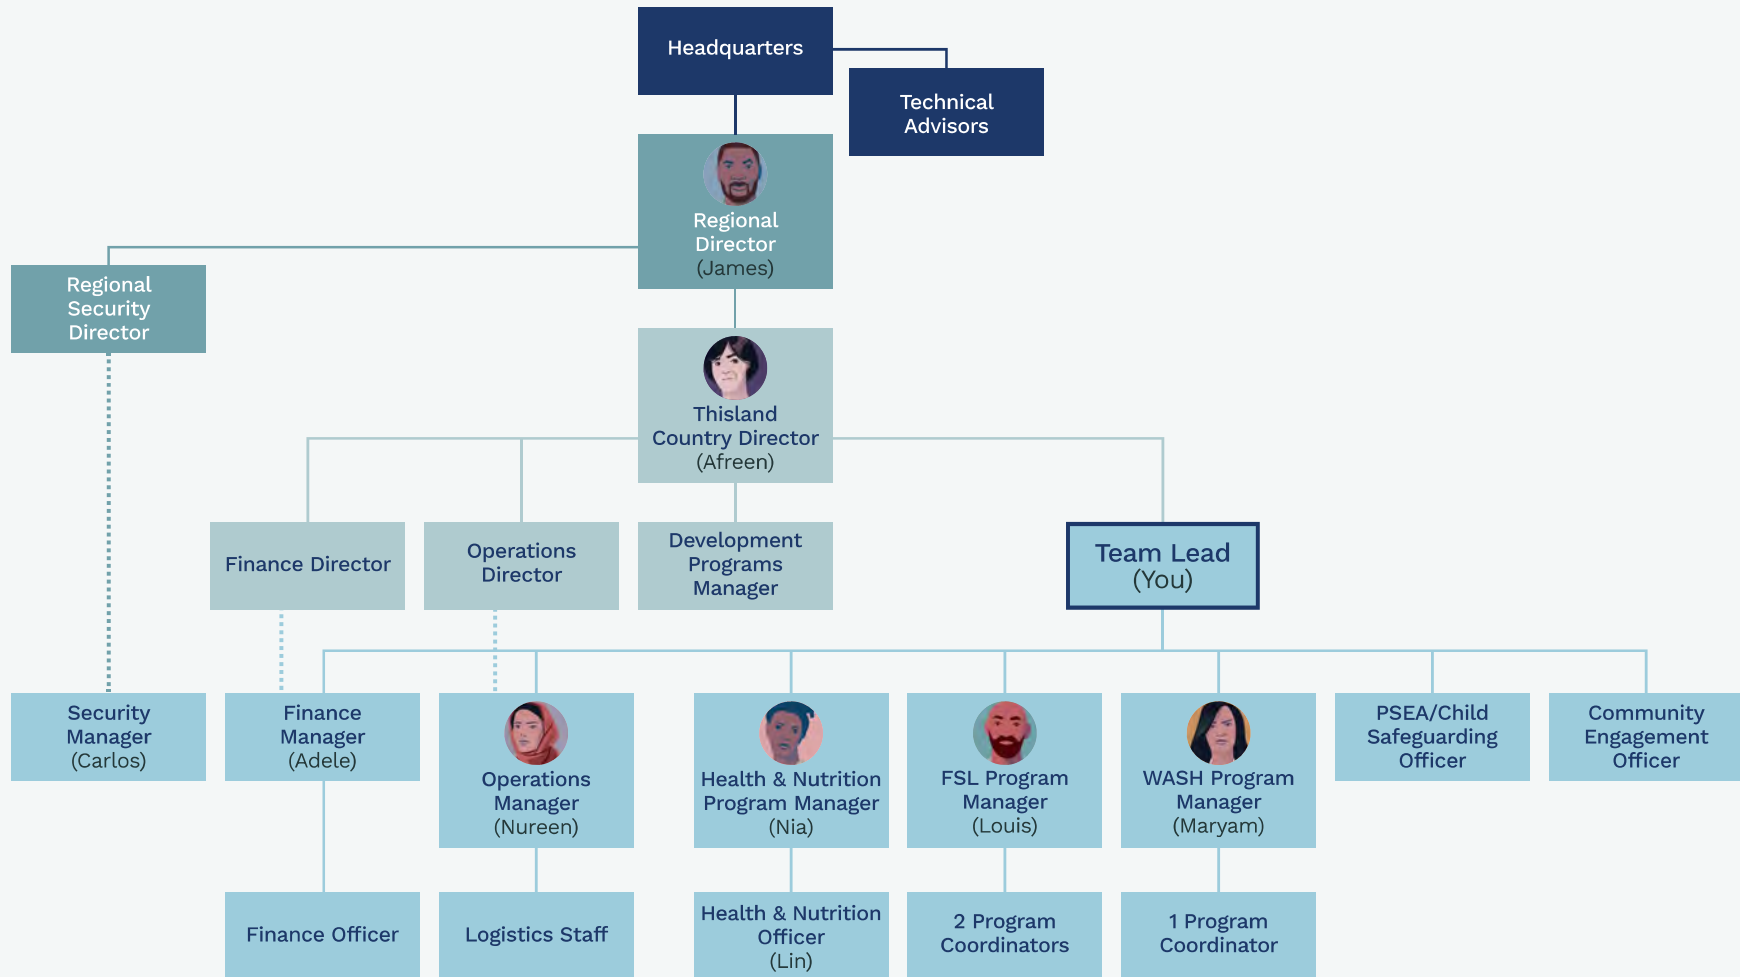 Headquarters
Technical
Advisors
Regional
Director
(James)
Regional
Security
Director
Thisland
Country Director
(Afreen)
Finance Director
Operations
Director
Development
Programs
Manager
Team Lead
(You)
Security
Manager
(Carlos)
Finance
Manager
(Adele)
Operations
Manager
(Nureen)
Health & Nutrition
Program Manager
(Nia)
FSL Program
Manager
(Louis)
WASH Program
Manager
(Maryam)
PSEA/Child
Safeguarding
Officer
Community
Engagement
Officer
Finance Officer
Logistics Staff
Health & Nutrition
Officer
(Lin)
2 Program
Coordinators
1 Program
Coordinator